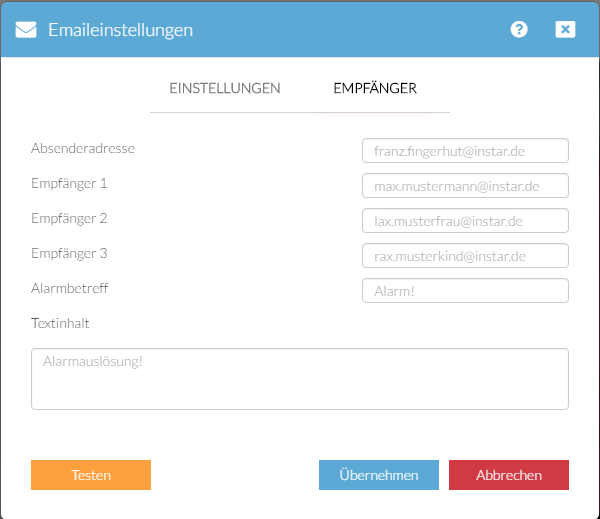 Emaileinstellungen
EINSTELLUNGEN EMPFÄNGER
Absenderadresse franz.fingerhut@instar.de
Empfänger 1 max.mustermann@instar.de
Empfänger 2 lax.musterfrau@instar.de
Empfänger 3 rax.musterkind@instar.de
Alarmbetreff Alarm!
Textinhalt
Alarmauslösung!
Testen Übernehmen Abbrechen